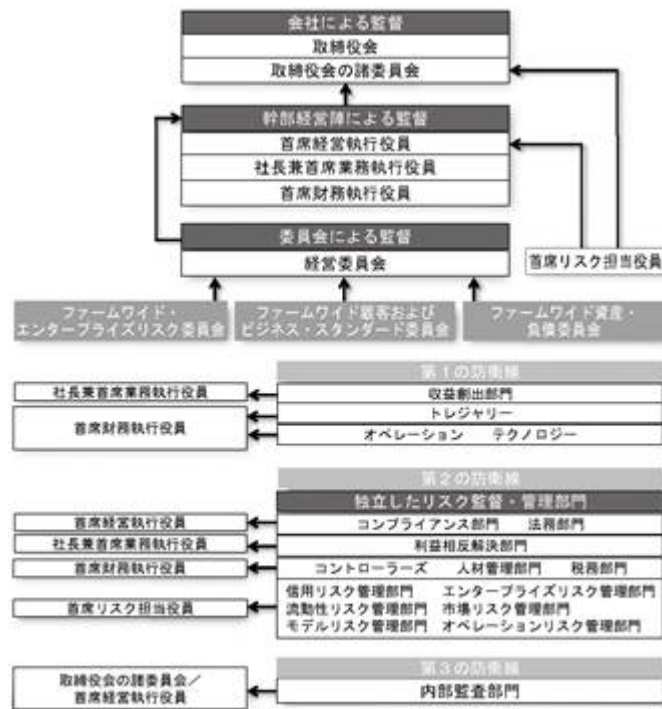 会社による監督
取締役会
取締役会の諸委員会
幹部経営陣による監督
首席経営執行役員
社長兼首席業務執行役員
首席財務執行役員
委員会による監督
経営委員会
首席リスク担当役員
ファームワイド・
エンタープライズリスク委員会
ファームワイド顧客および
ビジネス・スタンダード委員会
ファームワイド資産・
負債委員会
第1の防衛線
社長兼首席業務執行役員
収益創出部門
首席財務執行役員
トレジャリー
オペレーション テクノロジー
第2の防衛線
独立したリスク監督・管理部門
首席経営執行役員
コンプライアンス部門 法務部門
社長兼首席業務執行役員
利益相反解決部門
首席財務執行役員
コントローラーズ 人材管理部門 税務部門
首席リスク担当役員
信用リスク管理部門 エンタープライズリスク管理部門
流動性リスク管理部門 市場リスク管理部門
モデルリスク管理部門 オペレーションリスク管理部門
第3の防衛線
取締役会の諸委員会／
首席経営執行役員
内部監査部門